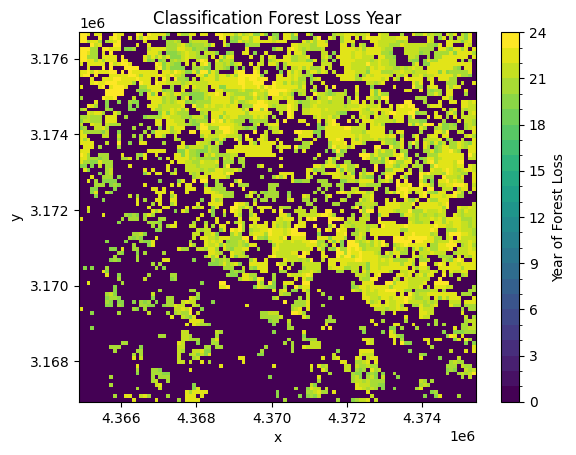 Classification Forest Loss Year
1e6
3.176
3.174
3.172
3.170
3.168
y
4.366 4.368 4.370 4.372 4.374
x
1e6
24
21
18
15
12
9
6
3
0
Year of Forest Loss